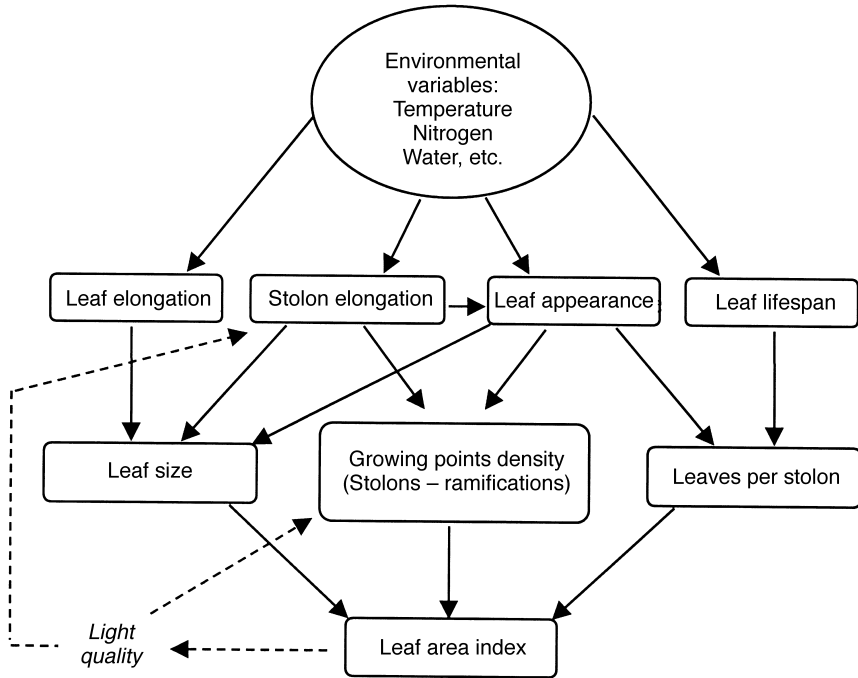 Environmental
variables:
Temperature
Nitrogen
Water, etc.
Leaf elongation
Stolon elongation
Leaf appearance
Leaf lifespan
Leaf size
Growing points density
(Stolons – ramifications)
Leaves per stolon
Light
quality
Leaf area index